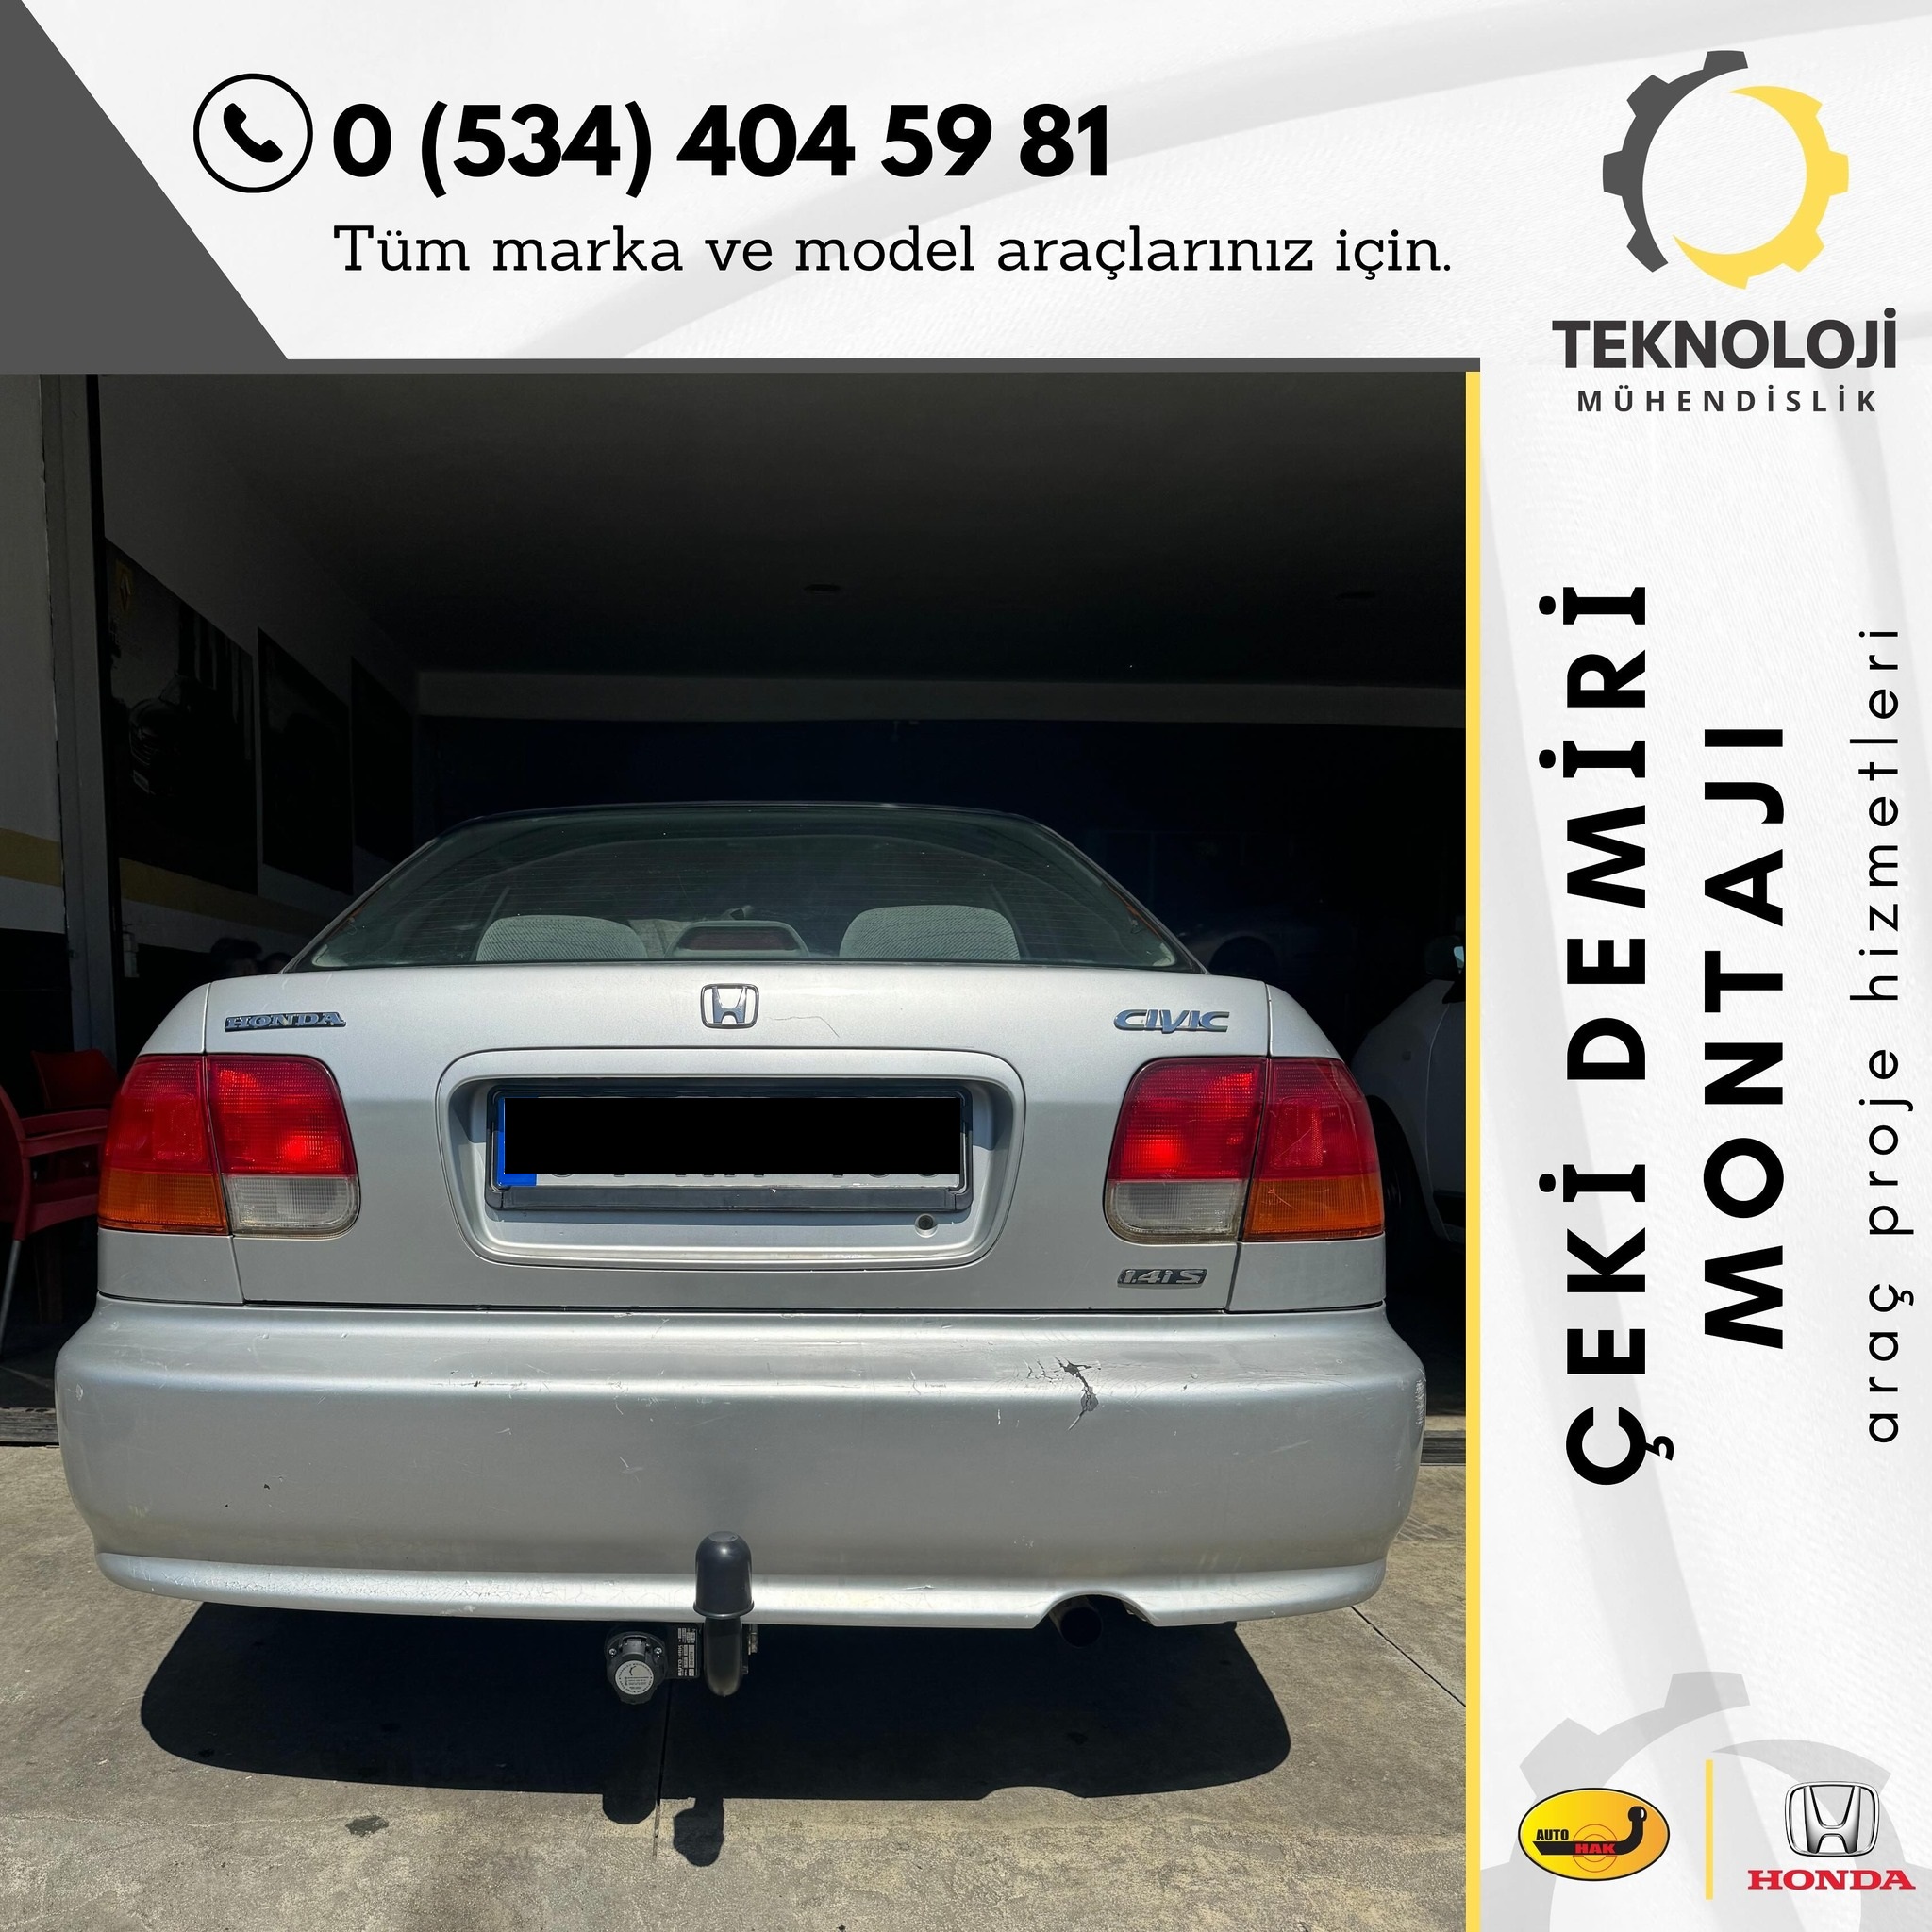 0 (534) 404 59 81
Tüm marka ve model araçlarınız için.
TEKNOLOJİ
MÜHENDİSLİK
ÇEKİ DEMİRİ
MONTAJI
araç proje hizmetleri
HONDA
CIVIC
1.4i S
AUTO
HAK
HONDA